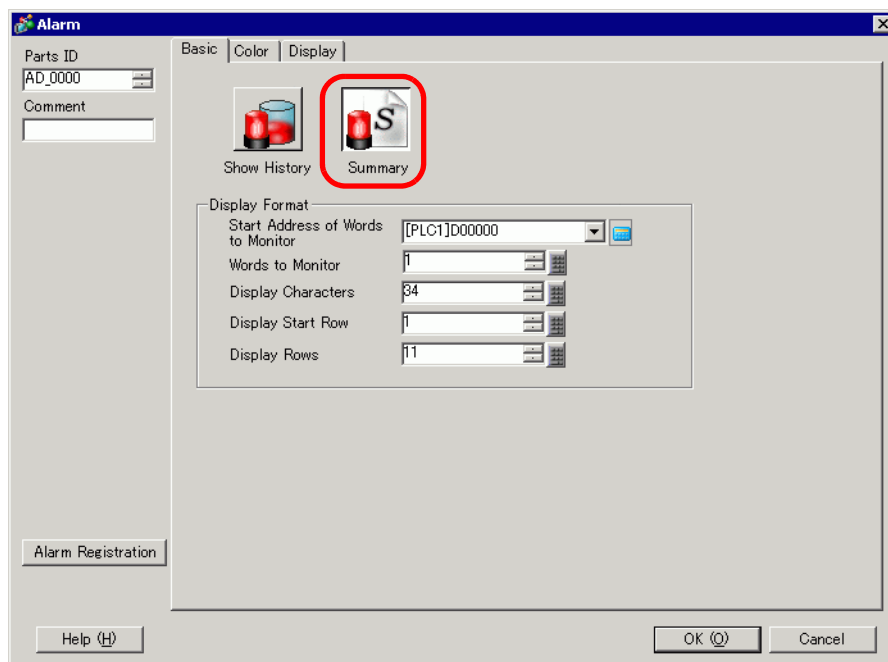 Alarm
Parts ID
AD_0000
Comment
Basic Color Display
S
Show History Summary
Display Format
Start Address of Words
to Monitor
[PLC1]D00000
Words to Monitor 1
Display Characters 34
Display Start Row 1
Display Rows 11
Alarm Registration
Help (H) OK (O) Cancel